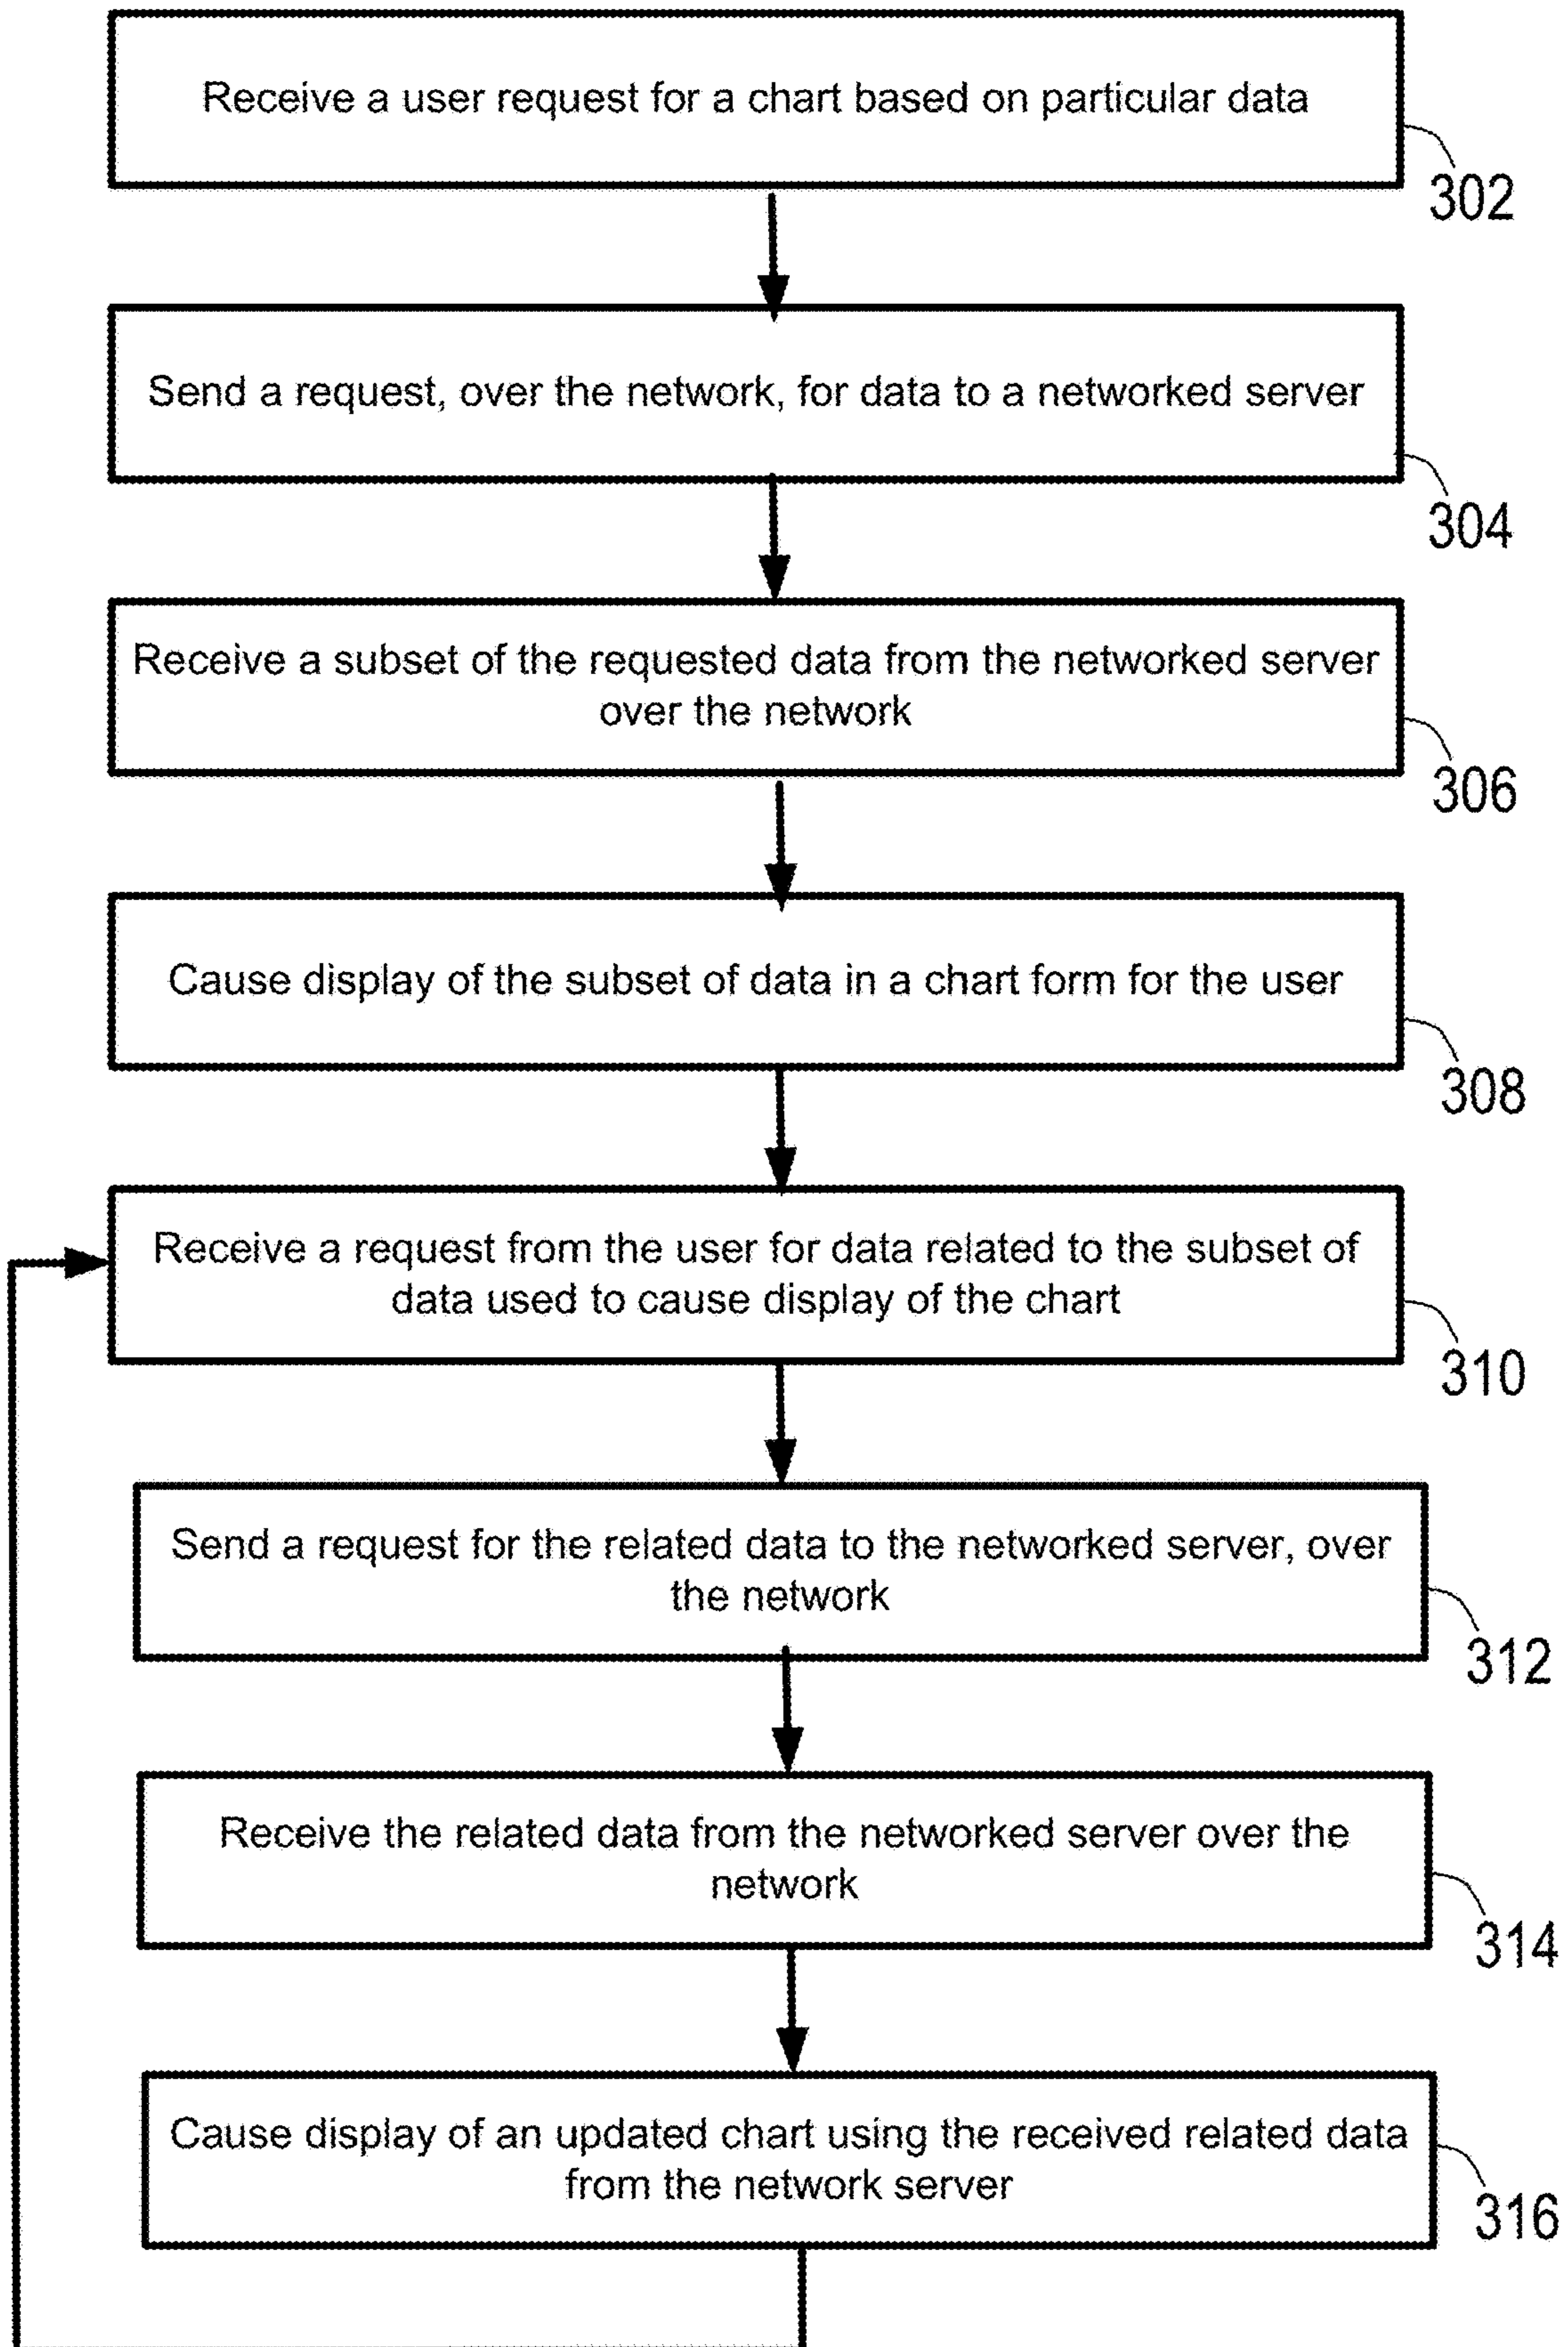 Receive a user request for a chart based on particular data
302
Send a request, over the network, for data to a networked server
304
Receive a subset of the requested data from the networked server
over the network
306
Cause display of the subset of data in a chart form for the user
308
Receive a request from the user for data related to the subset of
data used to cause display of the chart
310
Send a request for the related data to the networked server, over
the network
312
Receive the related data from the networked server over the
network
314
Cause display of an updated chart using the received related data
from the network server
316